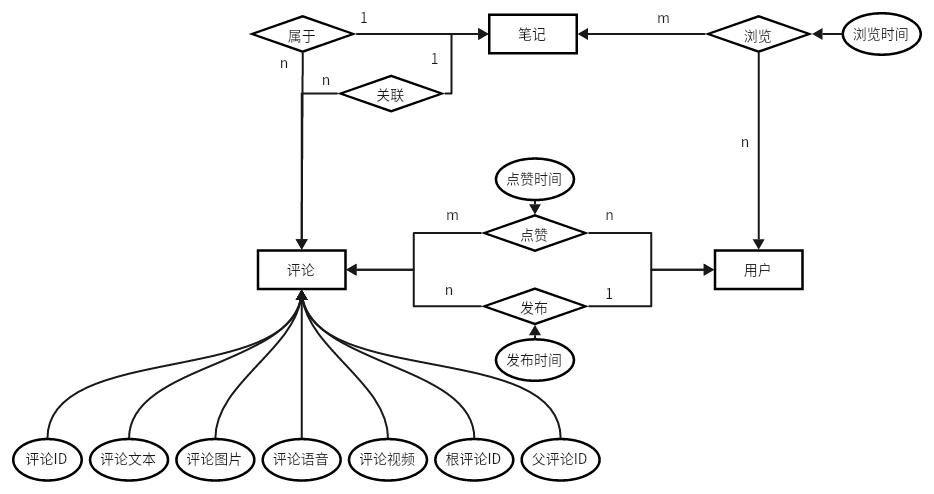 1
m
属于
笔记
浏览
浏览时间
n
1
n
关联
n
点赞时间
m
n
点赞
评论
用户
n
1
发布
发布时间
评论ID
评论文本
评论图片
评论语音
评论视频
根评论ID
父评论ID